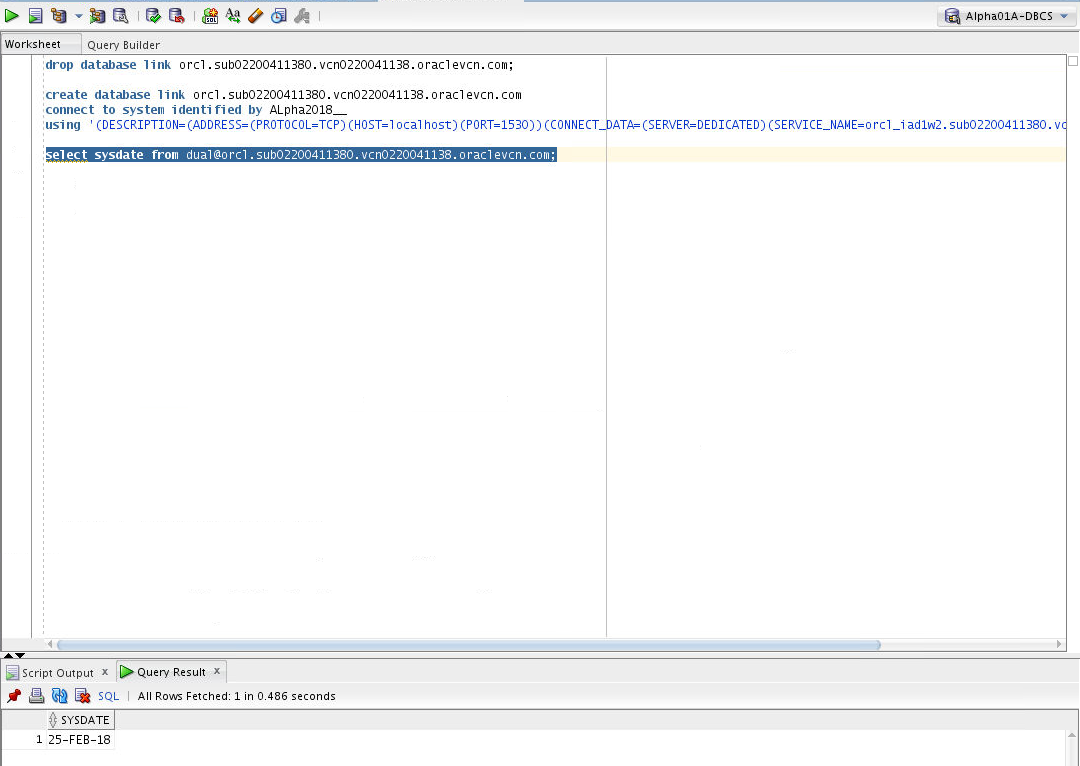 Alpha01A-DBCS
Worksheet Query Builder
drop database link orcl.sub02200411380.vcn0220041138.oraclevcn.com;
create database link orcl.sub02200411380.vcn0220041138.oraclevcn.com
connect to system identified by ALpha2018__
using '(DESCRIPTION=(ADDRESS=(PROTOCOL=TCP)(HOST=localhost)(PORT=1530))(CONNECT_DATA=(SERVER=DEDICATED)(SERVICE_NAME=orcl_iad1w2.sub02200411380.vc
select sysdate from dual@orcl.sub02200411380.vcn0220041138.oraclevcn.com;
Script Output x Query Result x
SQL | All Rows Fetched: 1 in 0.486 seconds
SYSDATE
1 25-FEB-18